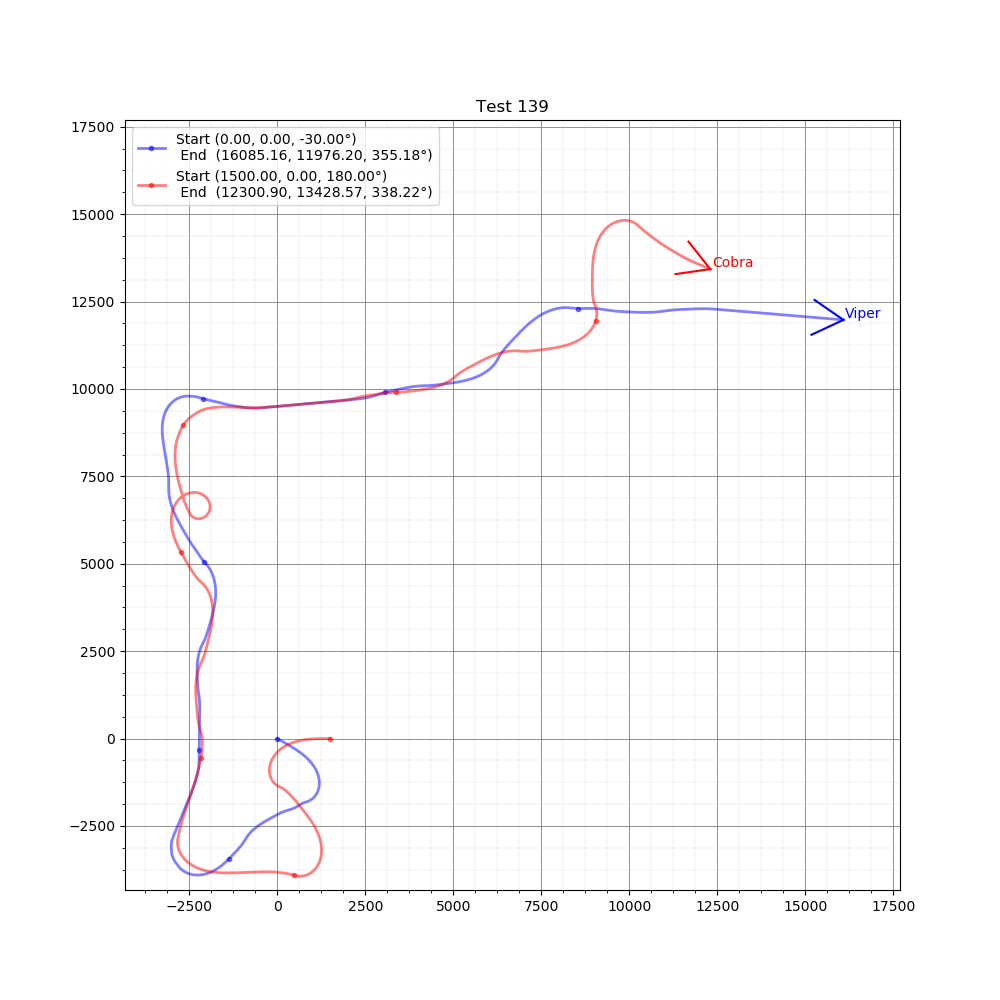 Test 139
Start (0.00, 0.00, -30.00°)
End (16085.16, 11976.20, 355.18°)
Start (1500.00, 0.00, 180.00°)
End (12300.90, 13428.57, 338.22°)
17500
15000
12500
10000
7500
5000
2500
0
−2500
Cobra
Viper
−2500 0 2500 5000 7500 10000 12500 15000 17500